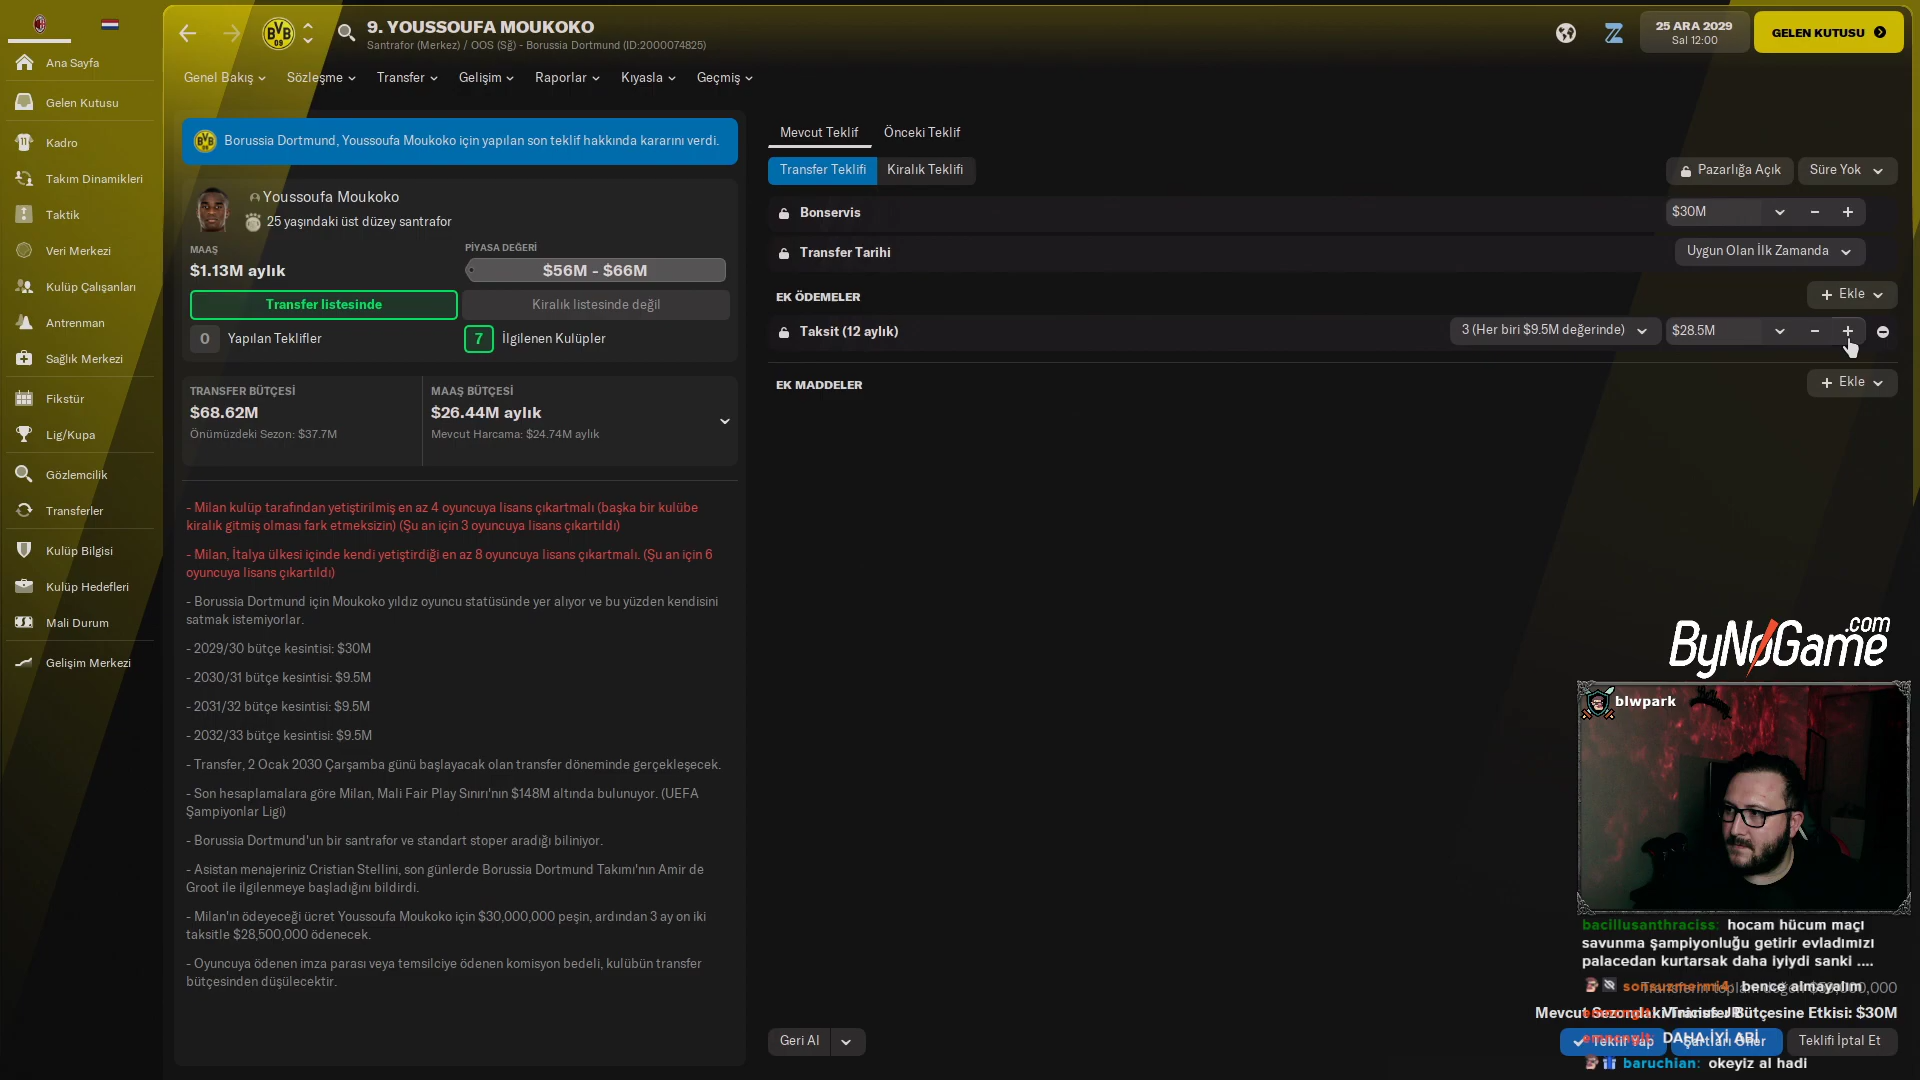 9. YOUSSOUFA MOUKOKO
Santrafor (Merkez) / OOS (Sğ) - Borussia Dortmund (ID:2000074825)
25 ARA 2029
Sal 12:00
GELEN KUTUSU
Genel Bakış
Sözleşme
Transfer
Gelişim
Raporlar
Kıyasla
Geçmiş
Ana Sayfa
Gelen Kutusu
Kadro
Takım Dinamikleri
Taktik
Veri Merkezi
Kulüp Çalışanları
Antrenman
Sağlık Merkezi
Fikstür
Lig/Kupa
Gözlemcilik
Transferler
Kulüp Bilgisi
Kulüp Hedefleri
Mali Durum
Gelişim Merkezi
Borussia Dortmund, Youssoufa Moukoko için yapılan son teklif hakkında kararını verdi.
Youssoufa Moukoko
25 yaşındaki üst düzey santrafor
MAAŞ
$1.13M aylık
PİYASA DEĞERİ
$56M - $66M
Transfer listesinde
Kiralık listesinde değil
0 Yapılan Teklifler
7 İlgilenen Kulüpler
TRANSFER BÜTÇESİ
$68.62M
Önümüzdeki Sezon: $37.7M
MAAŞ BÜTÇESİ
$26.44M aylık
Mevcut Harcama: $24.74M aylık
- Milan kulüp tarafından yetiştirilmiş en az 4 oyuncuya lisans çıkartmalı (başka bir kulübe
kiralık gitmiş olması fark etmeksizin) (Şu an için 3 oyuncuya lisans çıkartıldı)
- Milan, İtalya ülkesi içinde kendi yetiştirdiği en az 8 oyuncuya lisans çıkartmalı. (Şu an için 6
oyuncuya lisans çıkartıldı)
- Borussia Dortmund için Moukoko yıldız oyuncu statüsünde yer alıyor ve bu yüzden kendisini
satmak istemiyorlar.
- 2029/30 bütçe kesintisi: $30M
- 2030/31 bütçe kesintisi: $9.5M
- 2031/32 bütçe kesintisi: $9.5M
- 2032/33 bütçe kesintisi: $9.5M
- Transfer, 2 Ocak 2030 Çarşamba günü başlayacak olan transfer döneminde gerçekleşecek.
- Son hesaplamalara göre Milan, Mali Fair Play Sınırı'nın $148M altında bulunuyor. (UEFA
Şampiyonlar Ligi)
- Borussia Dortmund'un bir santrafor ve standart stoper aradığı biliniyor.
- Asistan menajeriniz Cristian Stellini, son günlerde Borussia Dortmund Takımı'nın Amir de
Groot ile ilgilenmeye başladığını bildirdi.
- Milan'ın ödeyeceği ücret Youssoufa Moukoko için $30,000,000 peşin, ardından 3 ay on iki
taksitle $28,500,000 ödenecek.
- Oyuncuya ödenen imza parası veya temsilciye ödenen komisyon bedeli, kulübün transfer
bütçesinden düşülecektir.
Mevcut Teklif
Önceki Teklif
Transfer Teklifi
Kiralık Teklifi
Pazarlığa Açık
Süre Yok
Bonservis
$30M
Transfer Tarihi
Uygun Olan İlk Zamanda
EK ÖDEMELER
+ Ekle
Taksit (12 aylık)
3 (Her biri $9.5M değerinde)
$28.5M
EK MADDELER
+ Ekle
ByNoGame.com
blwpark
bacillusanthraciss: hocam hücum maçı
savunma şampiyonluğu getirir evladımızı
palacedan kurtarsak daha iyiydi sanki ....
bence almayalım
Mevcut Sezondaki Transfer Bütçesine Etkisi: $30M
Vinicius JR
DAHA İYİ ABİ
baruchian: okeyiz al hadi
Teklif Yap
Şartları Öner
Teklifi İptal Et
Geri Al